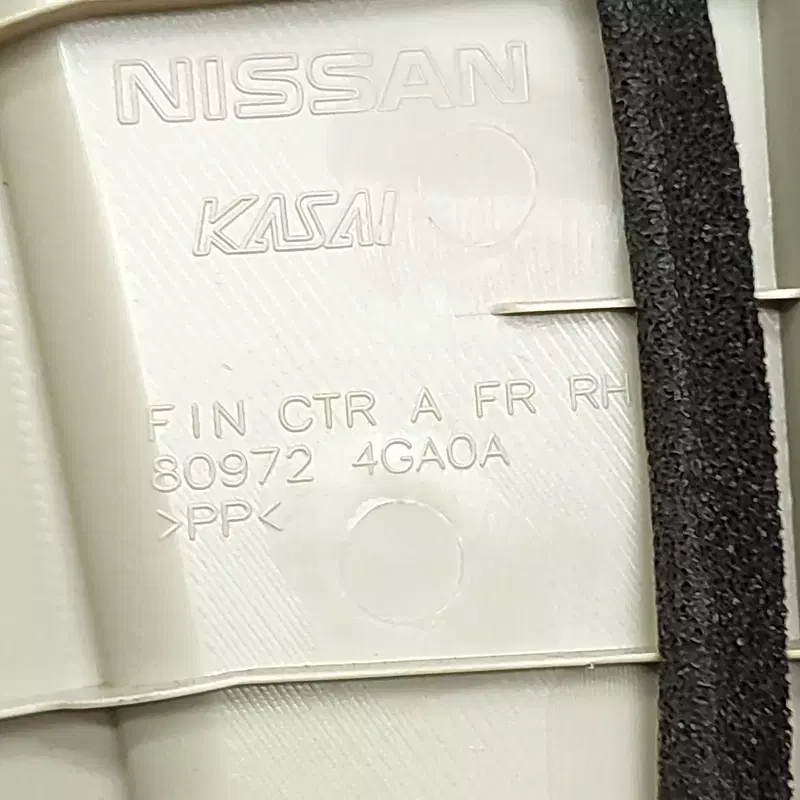 NISSAN
KASAI
FIN CTR A FR RH
80972 4GA0A
>PP<